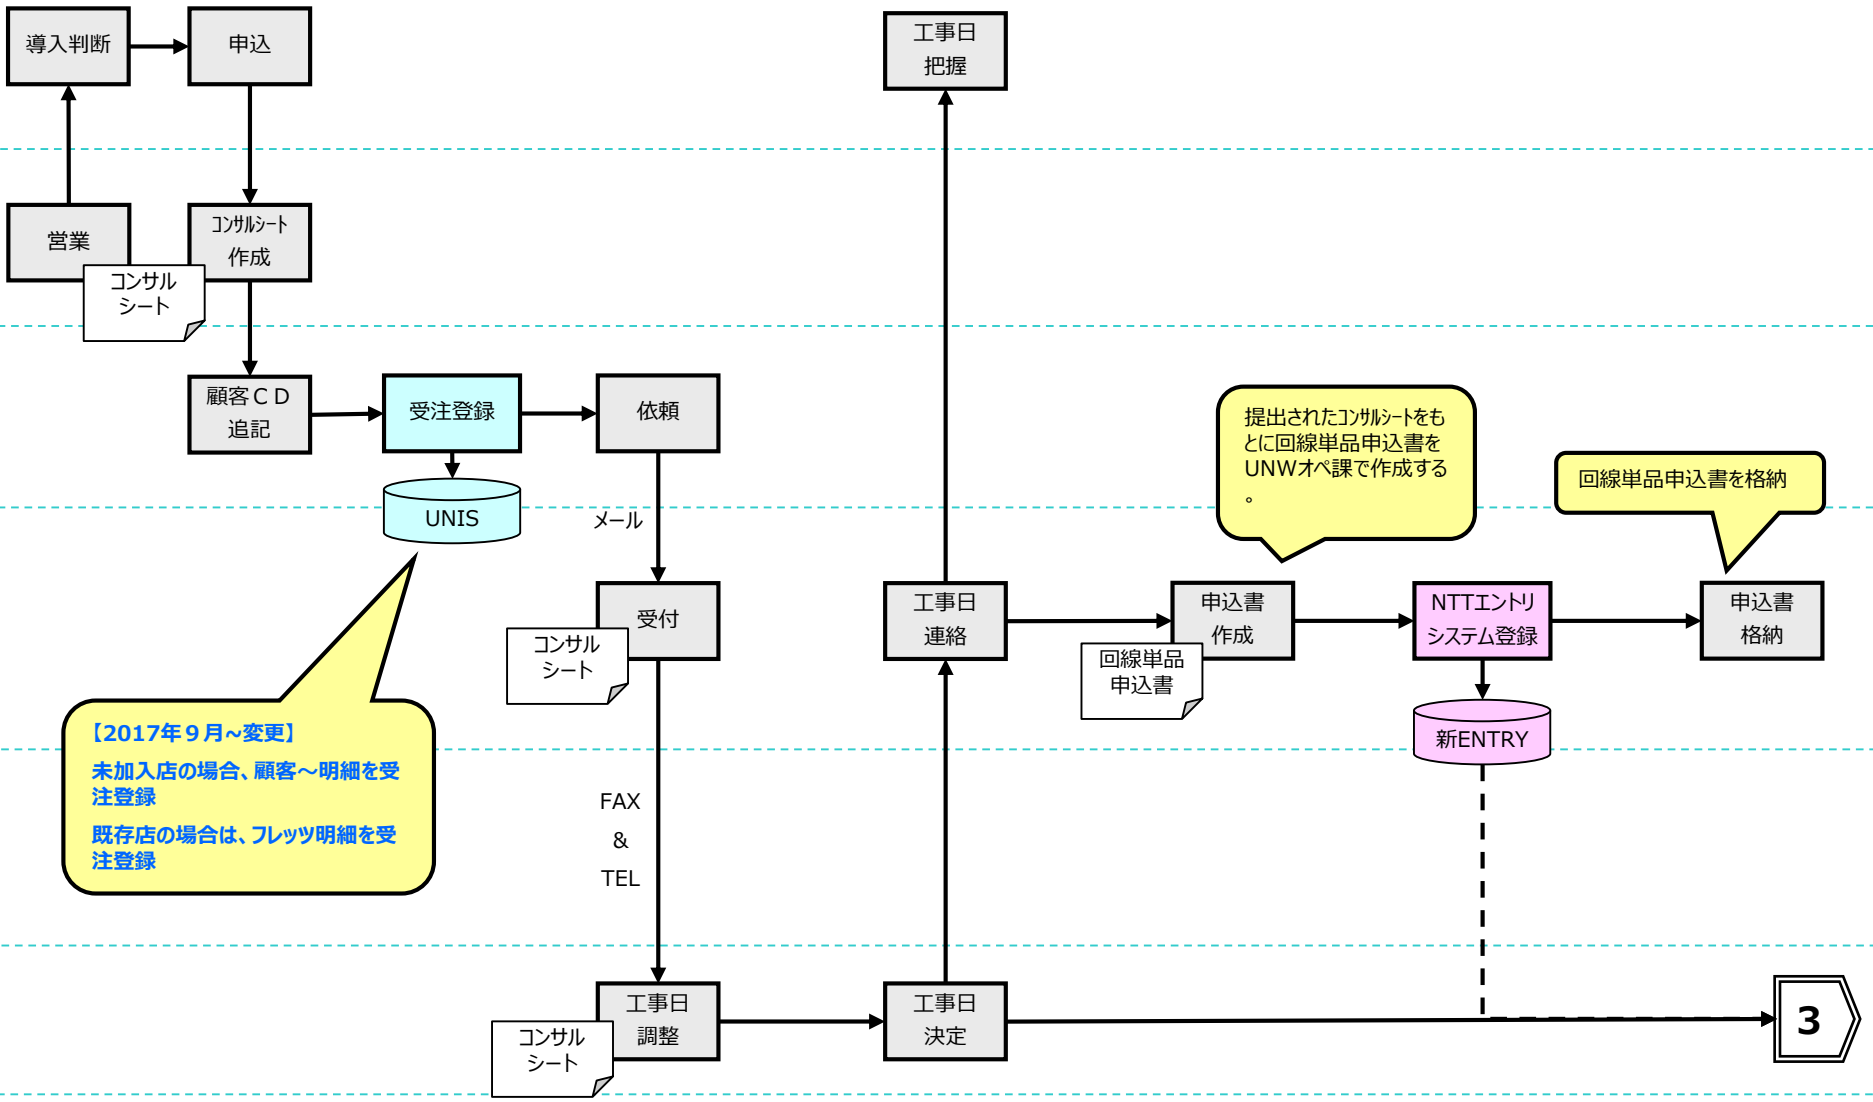 導入判断
申込
工事日
把握
営業
コンサルシート
作成
コンサル
シート
顧客ＣＤ
追記
受注登録
依頼
UNIS
メール
提出されたコンサルシートをも
とに回線単品申込書を
UNWオペ課で作成する
。
回線単品申込書を格納
受付
コンサル
シート
工事日
連絡
申込書
作成
回線単品
申込書
NTTエントリ
システム登録
申込書
格納
新ENTRY
【2017年９月~変更】
未加入店の場合、顧客～明細を受
注登録
既存店の場合は、フレッツ明細を受
注登録
FAX
&
TEL
工事日
調整
コンサル
シート
工事日
決定
3